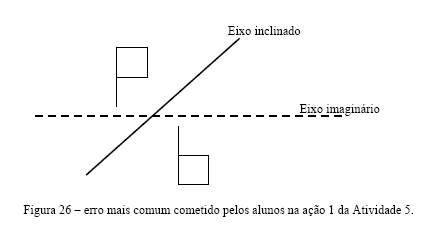 Eixo inclinado
Eixo imaginário
Figura 26 – erro mais comum cometido pelos alunos na ação 1 da Atividade 5.